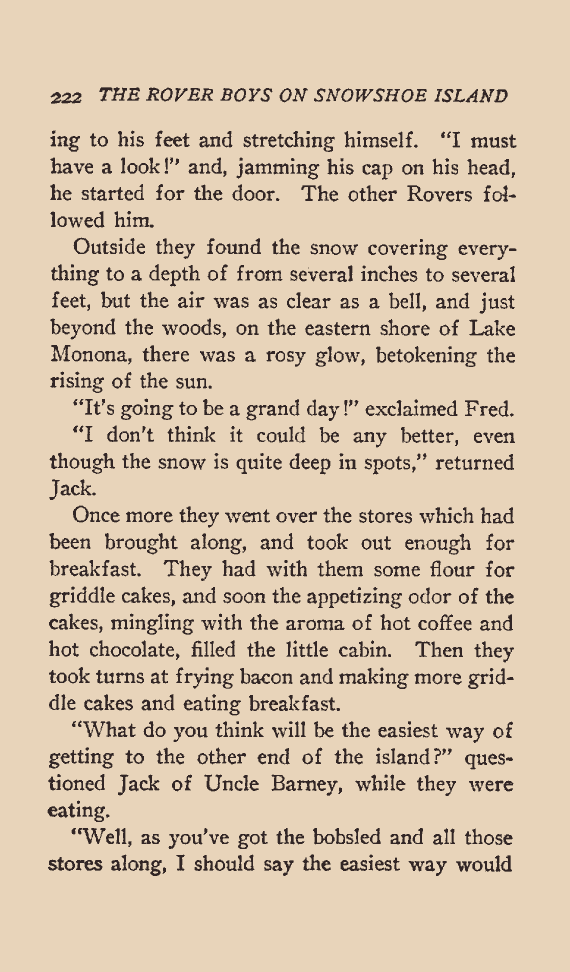 222 THE ROVER BOYS ON SNOWSHOE ISLAND
ing to his feet and stretching himself. "I must
have a look!" and, jamming his cap on his head,
he started for the door. The other Rovers fol-
lowed him.
Outside they found the snow covering every-
thing to a depth of from several inches to several
feet, but the air was as clear as a bell, and just
beyond the woods, on the eastern shore of Lake
Monona, there was a rosy glow, betokening the
rising of the sun.
"It's going to be a grand day!" exclaimed Fred.
"I don't think it could be any better, even
though the snow is quite deep in spots," returned
Jack.
Once more they went over the stores which had
been brought along, and took out enough for
breakfast. They had with them some flour for
griddle cakes, and soon the appetizing odor of the
cakes, mingling with the aroma of hot coffee and
hot chocolate, filled the little cabin. Then they
took turns at frying bacon and making more grid-
dle cakes and eating breakfast.
"What do you think will be the easiest way of
getting to the other end of the island?" ques-
tioned Jack of Uncle Barney, while they were
eating.
"Well, as you've got the bobsled and all those
stores along, I should say the easiest way would